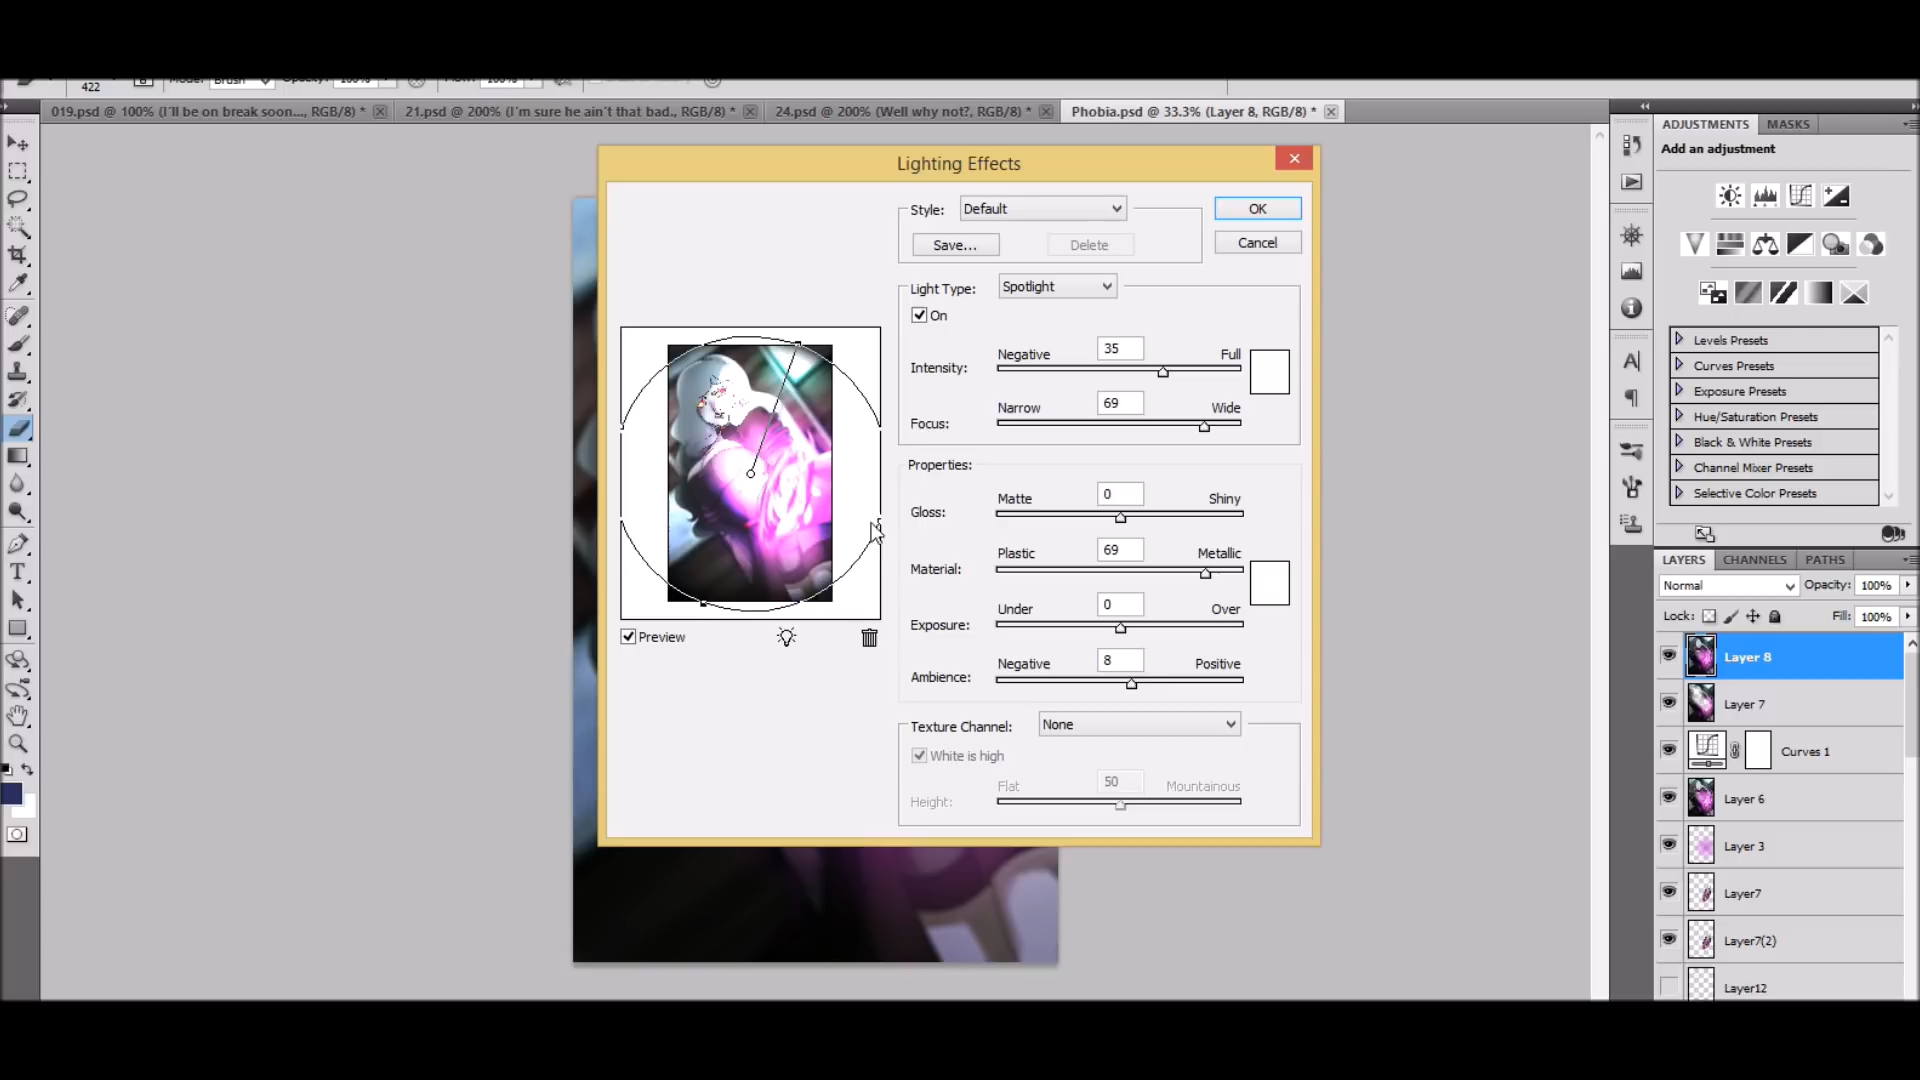 422 Mode: Brush Opacity: 100% Flow: 100%
019.psd @ 100% (I'll be on break soon..., RGB/8) * 21.psd @ 200% (I'm sure he ain't that bad., RGB/8) * 24.psd @ 200% (Well why not?, RGB/8) * Phobia.psd @ 33.3% (Layer 8, RGB/8) *
Lighting Effects
Style: Default
OK
Save...
Delete
Cancel
Light Type: Spotlight
On
Negative 35 Full
Intensity:
Narrow 69 Wide
Focus:
Properties:
Matte 0 Shiny
Gloss:
Plastic 69 Metallic
Material:
Under 0 Over
Exposure:
Negative 8 Positive
Ambience:
Texture Channel: None
White is high
Flat 50 Mountainous
Height:
Preview
ADJUSTMENTS MASKS
Add an adjustment
Levels Presets
Curves Presets
Exposure Presets
Hue/Saturation Presets
Black & White Presets
Channel Mixer Presets
Selective Color Presets
LAYERS CHANNELS PATHS
Normal Opacity: 100%
Lock: Fill: 100%
Layer 8
Layer 7
Curves 1
Layer 6
Layer 3
Layer7
Layer7(2)
Layer12